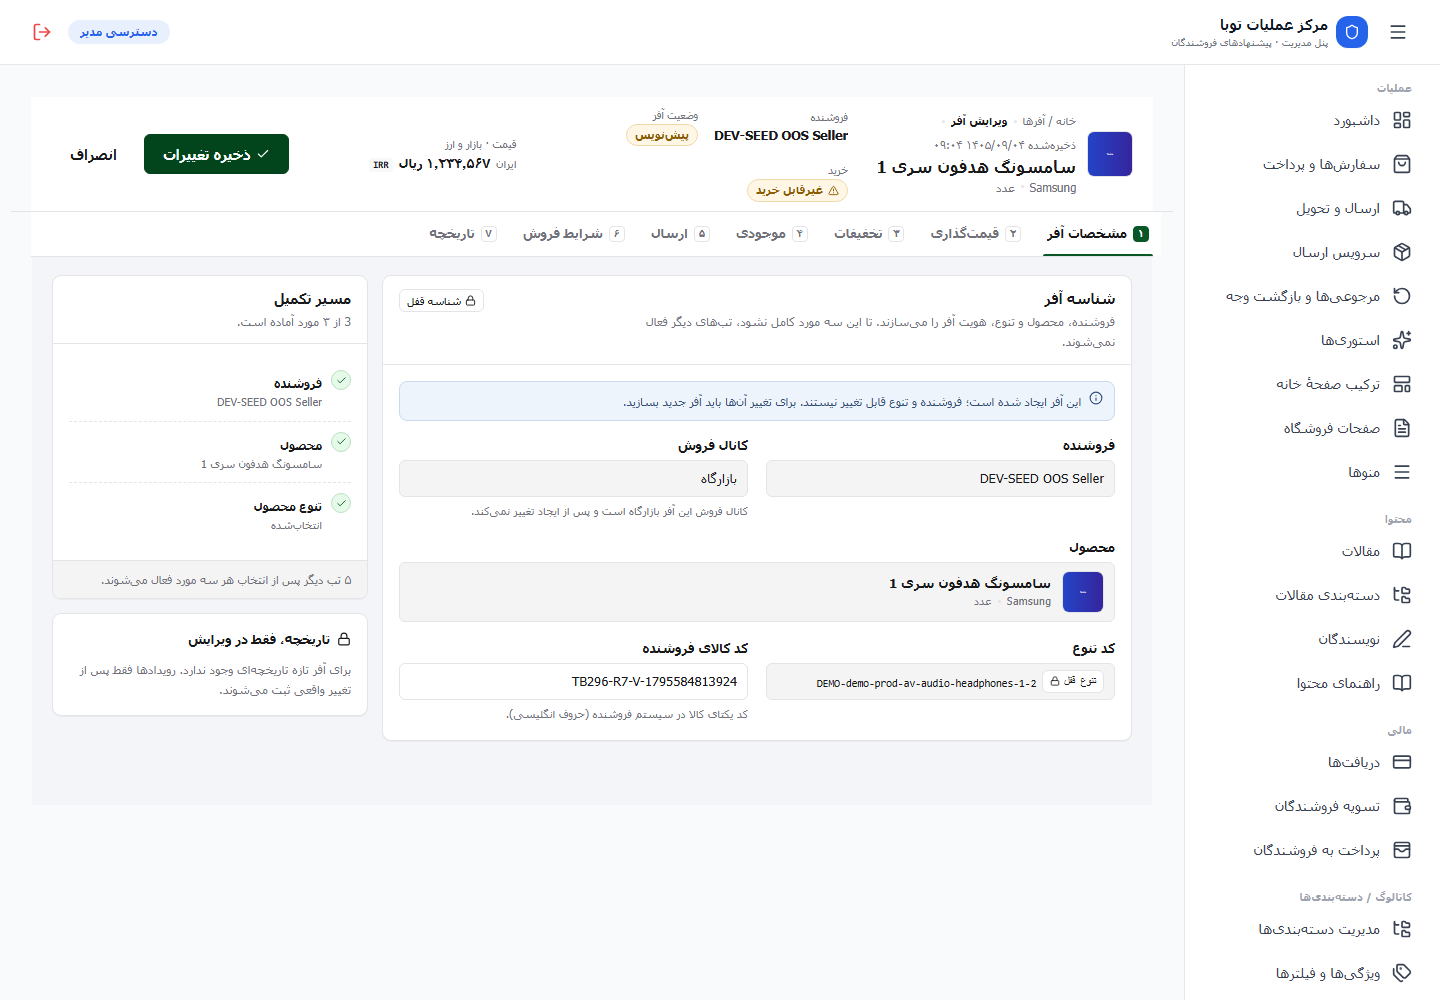 مرکز عملیات توبا
پنل مدیریت · پیشنهادهای فروشندگان
دسترسی مدیر
عملیات
داشبورد
سفارش‌ها و پرداخت
ارسال و تحویل
سرویس ارسال
مرجوعی‌ها و بازگشت وجه
استوری‌ها
ترکیب صفحهٔ خانه
صفحات فروشگاه
منوها
محتوا
مقالات
دسته‌بندی مقالات
نویسندگان
راهنمای محتوا
مالی
دریافت‌ها
تسویه فروشندگان
پرداخت به فروشندگان
کاتالوگ / دسته‌بندی‌ها
مدیریت دسته‌بندی‌ها
ویژگی‌ها و فیلترها
خانه / آفرها · ویرایش آفر ·
ذخیره‌شده ۱۴۰۵/۰۹/۰۴ ۰۹:۰۴
سامسونگ هدفون سری 1
Samsung · عدد
فروشنده
DEV-SEED OOS Seller
وضعیت آفر
پیش‌نویس
خرید
غیرقابل خرید
قیمت · بازار و ارز
ایران ۱,۲۳۴,۵۶۷ ریال IRR
ذخیره تغییرات
انصراف
۱ مشخصات آفر
۲ قیمت‌گذاری
۳ تخفیفات
۴ موجودی
۵ ارسال
۶ شرایط فروش
۷ تاریخچه
شناسه آفر
شناسه قفل
فروشنده، محصول و تنوع، هویت آفر را می‌سازند. تا این سه مورد کامل نشود، تب‌های دیگر فعال
نمی‌شوند.
این آفر ایجاد شده است؛ فروشنده و تنوع قابل تغییر نیستند. برای تغییر آن‌ها باید آفر جدید بسازید.
فروشنده
DEV-SEED OOS Seller
کانال فروش
بازارگاه
کانال فروش این آفر بازارگاه است و پس از ایجاد تغییر نمی‌کند.
محصول
سامسونگ هدفون سری 1
Samsung · عدد
کد تنوع
تنوع قفل
DEMO-demo-prod-av-audio-headphones-1-2
کد کالای فروشنده
TB296-R7-V-1795584813924
کد یکتای کالا در سیستم فروشنده (حروف انگلیسی).
مسیر تکمیل
3 از ۳ مورد آماده است.
فروشنده
DEV-SEED OOS Seller
محصول
سامسونگ هدفون سری 1
تنوع محصول
انتخاب‌شده
۵ تب دیگر پس از انتخاب هر سه مورد فعال می‌شوند.
تاریخچه، فقط در ویرایش
برای آفر تازه تاریخچه‌ای وجود ندارد. رویدادها فقط پس از
تغییر واقعی ثبت می‌شوند.